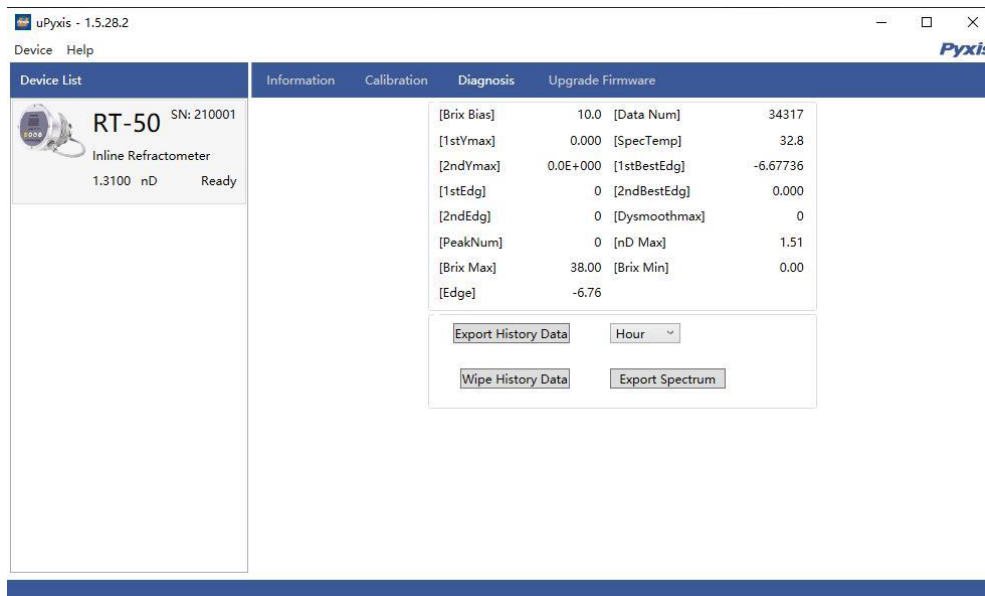 uPyxis - 1.5.28.2
Device Help
Device List
Information Calibration Diagnosis Upgrade Firmware
RT-50 SN: 210001
Inline Refractometer
1.3100 nD Ready
[Brix Bias] 10.0 [Data Num] 34317
[1stYmax] 0.000 [SpecTemp] 32.8
[2ndYmax] 0.0E+000 [1stBestEdg] -6.67736
[1stEdg] 0 [2ndBestEdg] 0.000
[2ndEdg] 0 [Dysmoothmax] 0
[PeakNum] 0 [nD Max] 1.51
[Brix Max] 38.00 [Brix Min] 0.00
[Edge] -6.76
Export History Data Hour
Wipe History Data Export Spectrum